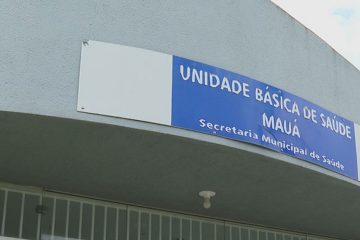 UNIDADE BÁSICA DE SAÚDE
MAUÁ
Secretaria Municipal de Saúde